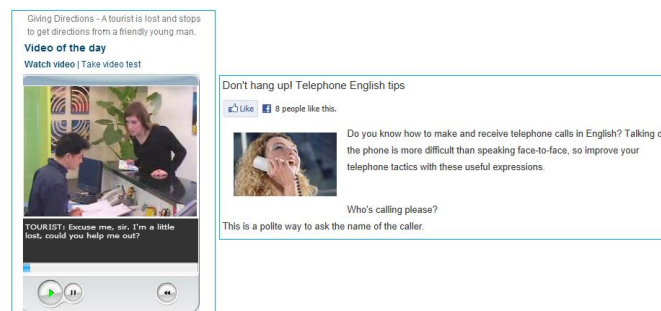 Giving Directions - A tourist is lost and stops
to get directions from a friendly young man.
Video of the day
Watch video | Take video test
TOURIST: Excuse me, sir. I'm a little
lost, could you help me out?
Don't hang up! Telephone English tips
Like 8 people like this.
Do you know how to make and receive telephone calls in English? Talking
the phone is more difficult than speaking face-to-face, so improve your
telephone tactics with these useful expressions.
Who's calling please?
This is a polite way to ask the name of the caller.